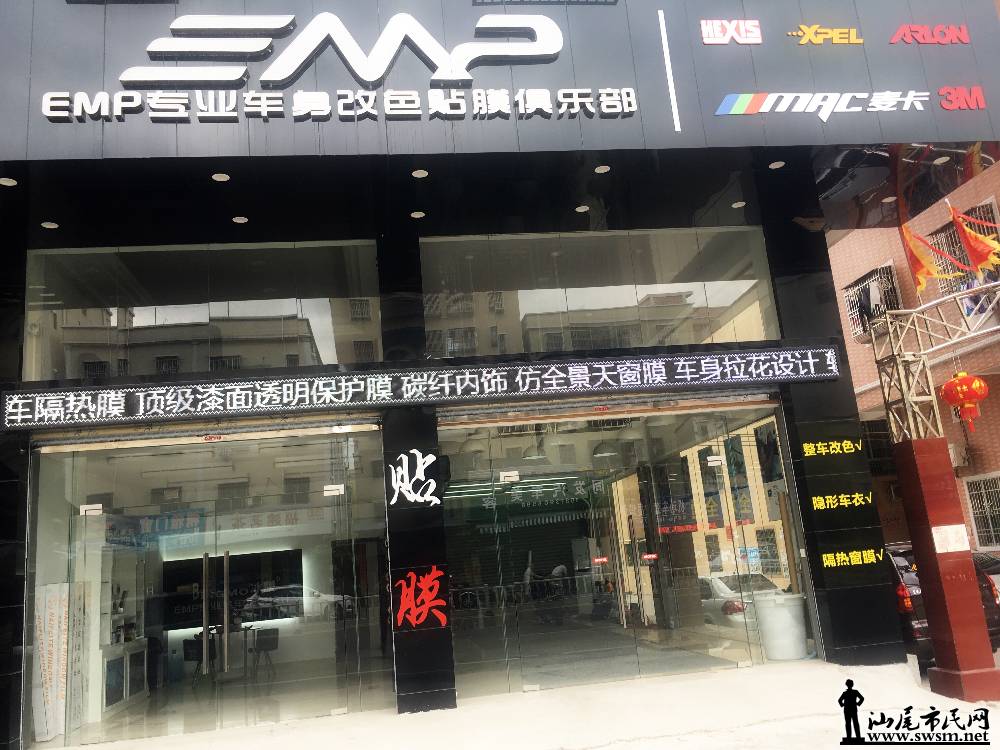 EMP
EMP专业车身改色贴膜俱乐部
HEXIS XPEL ARLON
MAC麦卡 3M
车隔热膜 顶级漆面透明保护膜 碳纤内饰 仿全景天窗膜 车身拉花设计
贴
膜
整车改色√
隐形车衣√
隔热窗膜√
汕尾市民网
www.swsm.net